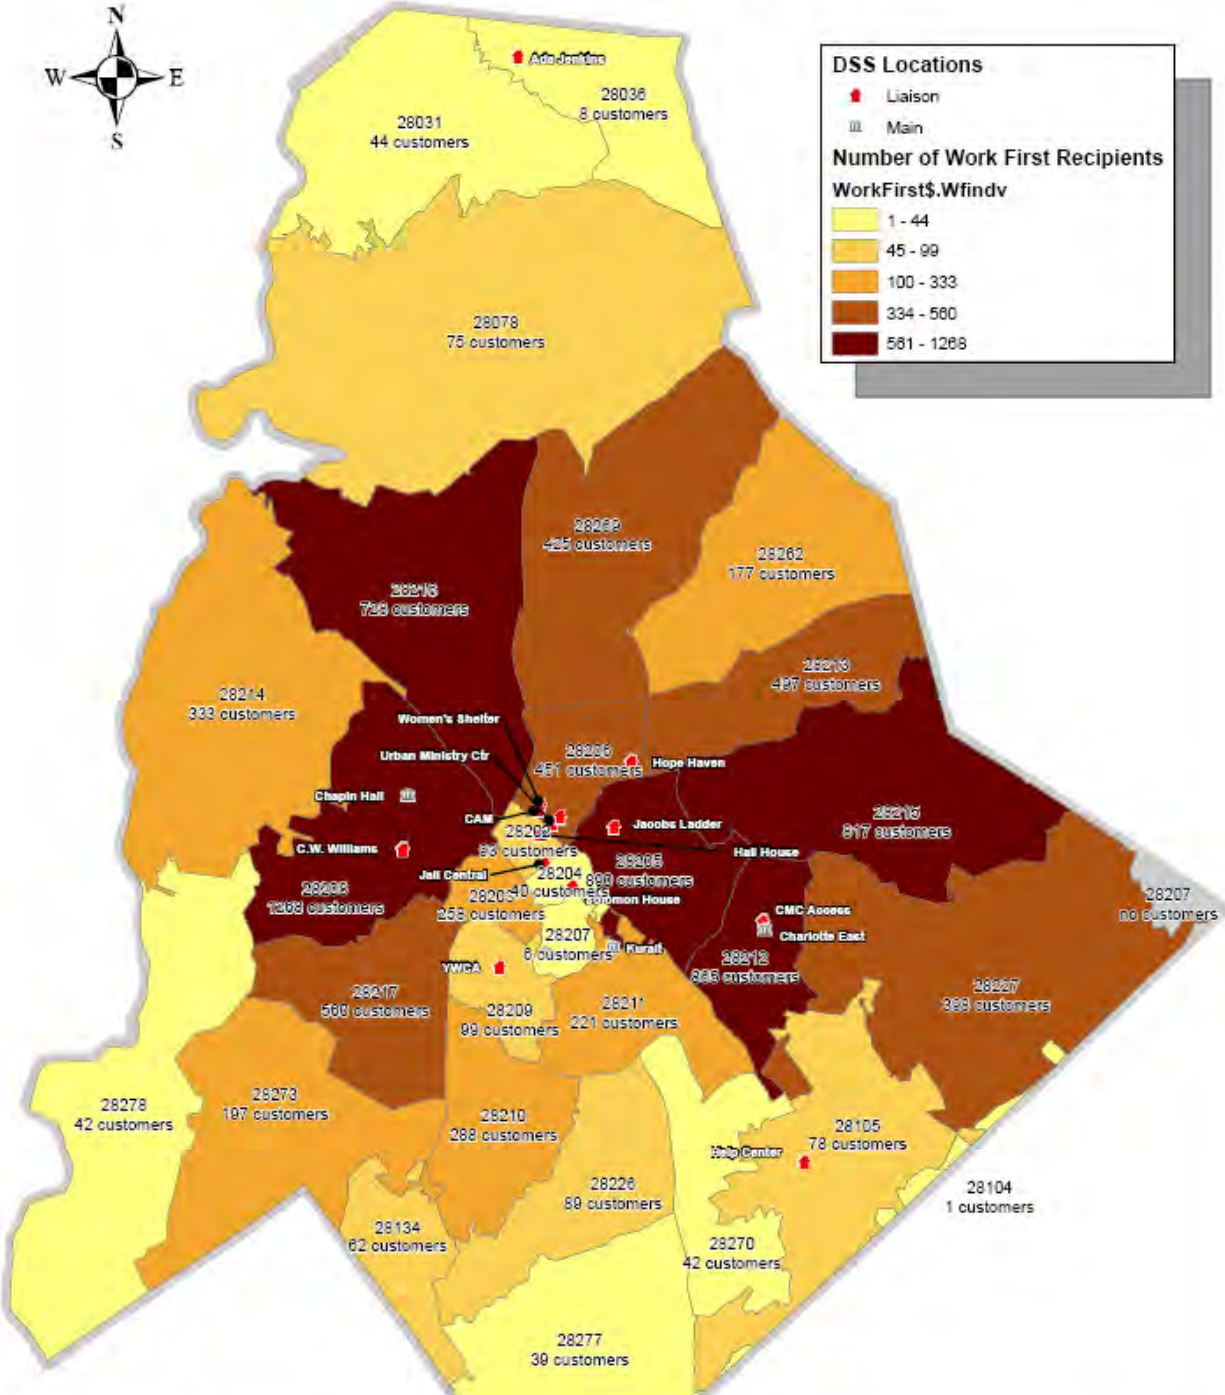 N
W E
S
DSS Locations
Liaison
Main
Number of Work First Recipients
WorkFirst$.Wfindv
1 - 44
45 - 99
100 - 333
334 - 560
561 - 1268
Ada Jenkins
28036
8 customers
28031
44 customers
28078
75 customers
28269
425 customers
28262
177 customers
28216
728 customers
28213
497 customers
28214
333 customers
Women's Shelter
Urban Ministry Ctr
28206
451 customers
Hope Haven
Chapin Hall
CAM
Jacobs Ladder
28215
817 customers
28202
83 customers
Hall House
C.W. Williams
Jail Central
28204
40 customers
28205
890 customers
28208
1268 customers
28203
258 customers
Solomon House
28207
no customers
CMC Access
Charlotte East
28207
6 customers
Kuralt
YWCA
28212
customers
28217
560 customers
28227
customers
28209
99 customers
28211
221 customers
28278
42 customers
28273
197 customers
28210
288 customers
28105
78 customers
Help Center
28226
89 customers
28104
1 customers
28134
62 customers
28270
42 customers
28277
39 customers